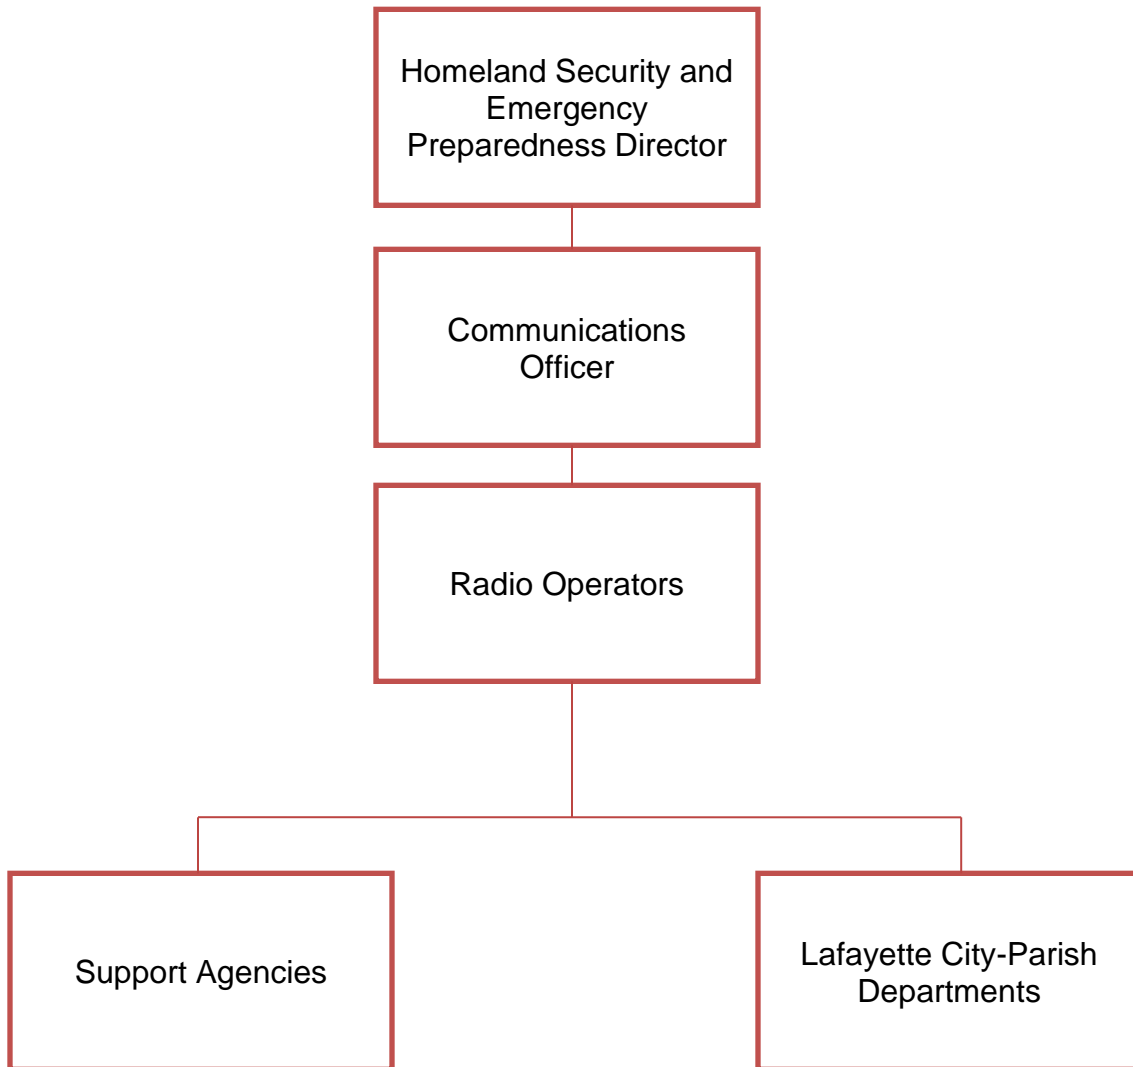 Homeland Security and
Emergency
Preparedness Director
Communications
Officer
Radio Operators
Support Agencies
Lafayette City-Parish
Departments